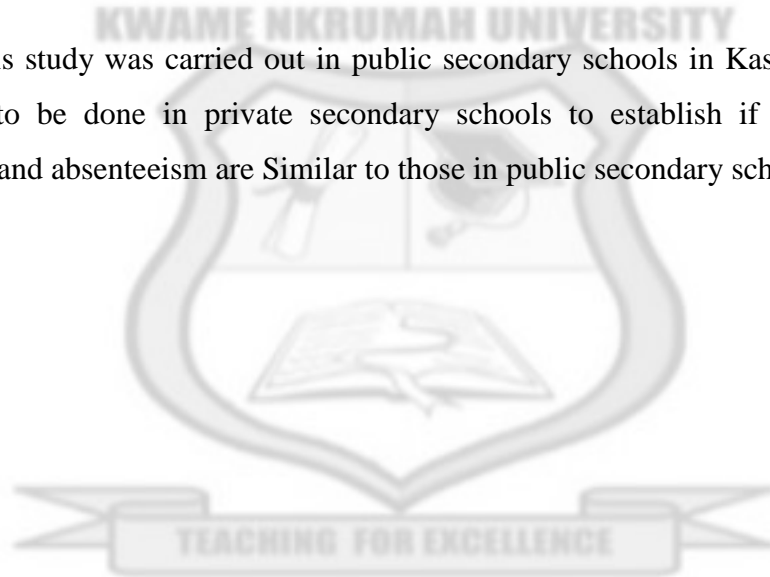 KWAME NKRUMAH UNIVERSITY
is study was carried out in public secondary schools in Kas
to be done in private secondary schools to establish if
and absenteeism are Similar to those in public secondary sch
TEACHING FOR EXCELLENCE